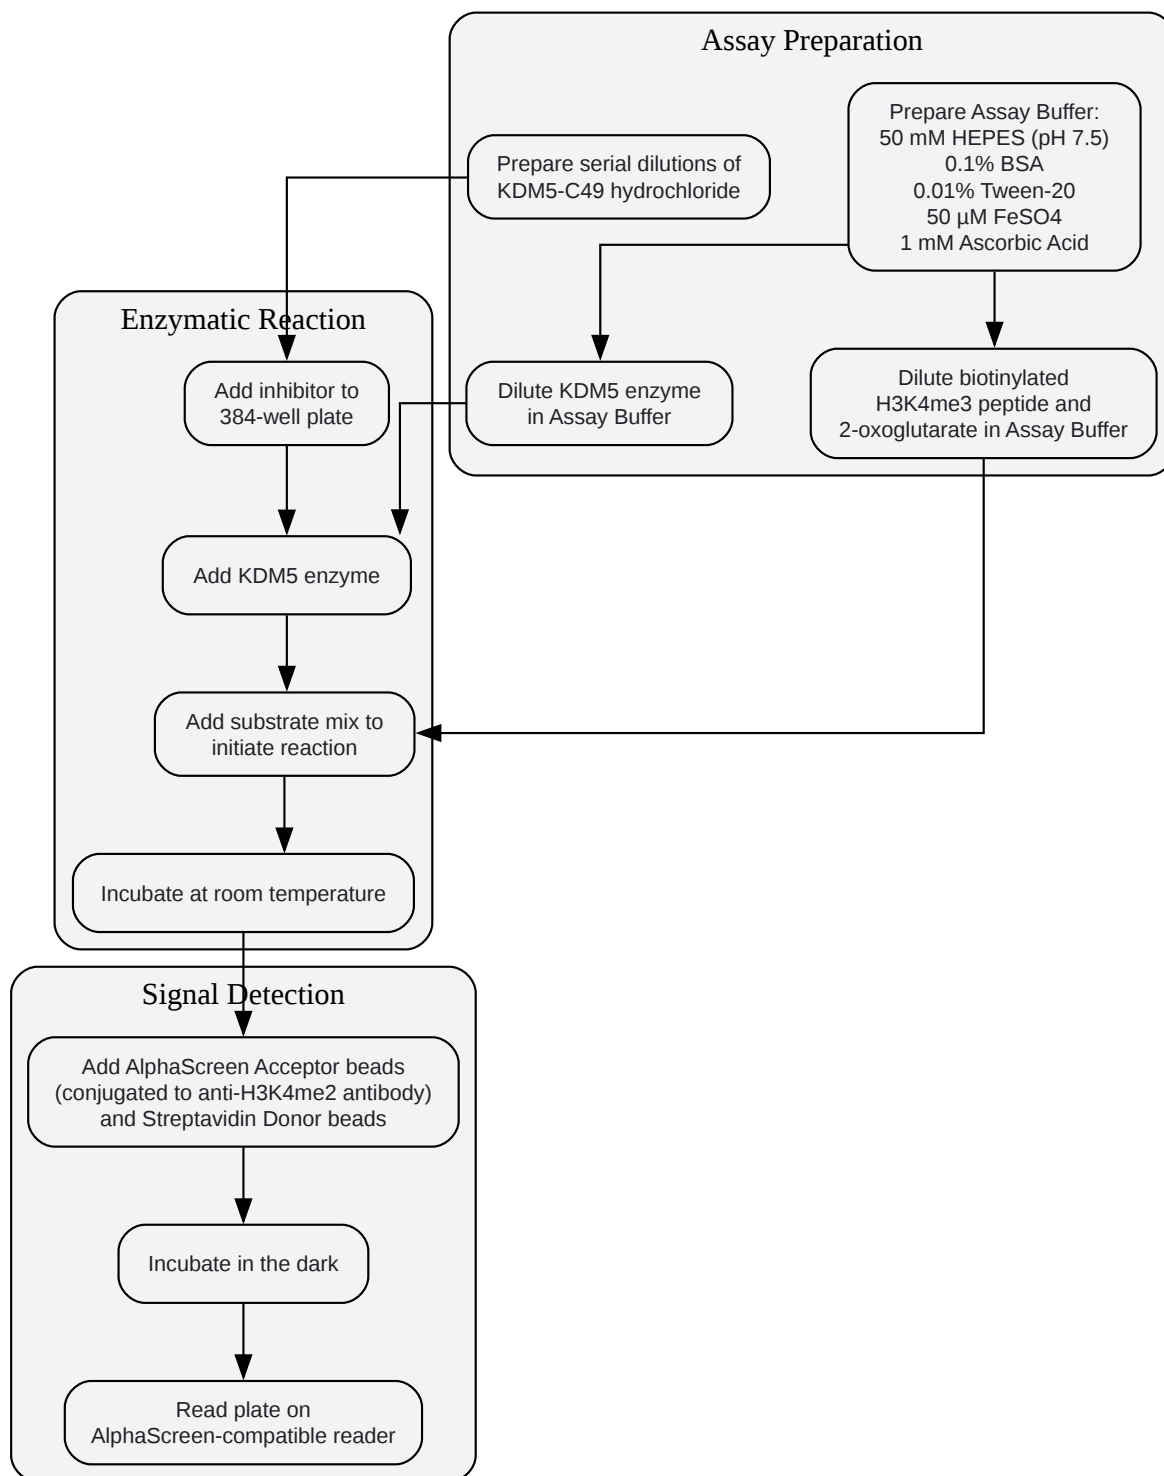 Assay Preparation
Prepare Assay Buffer:
50 mM HEPES (pH 7.5)
0.1% BSA
0.01% Tween-20
50 µM FeSO4
1 mM Ascorbic Acid
Prepare serial dilutions of
KDM5-C49 hydrochloride
Dilute KDM5 enzyme
in Assay Buffer
Dilute biotinylated
H3K4me3 peptide and
2-oxoglutarate in Assay Buffer
Enzymatic Reaction
Add inhibitor to
384-well plate
Add KDM5 enzyme
Add substrate mix to
initiate reaction
Incubate at room temperature
Signal Detection
Add AlphaScreen Acceptor beads
(conjugated to anti-H3K4me2 antibody)
and Streptavidin Donor beads
Incubate in the dark
Read plate on
AlphaScreen-compatible reader